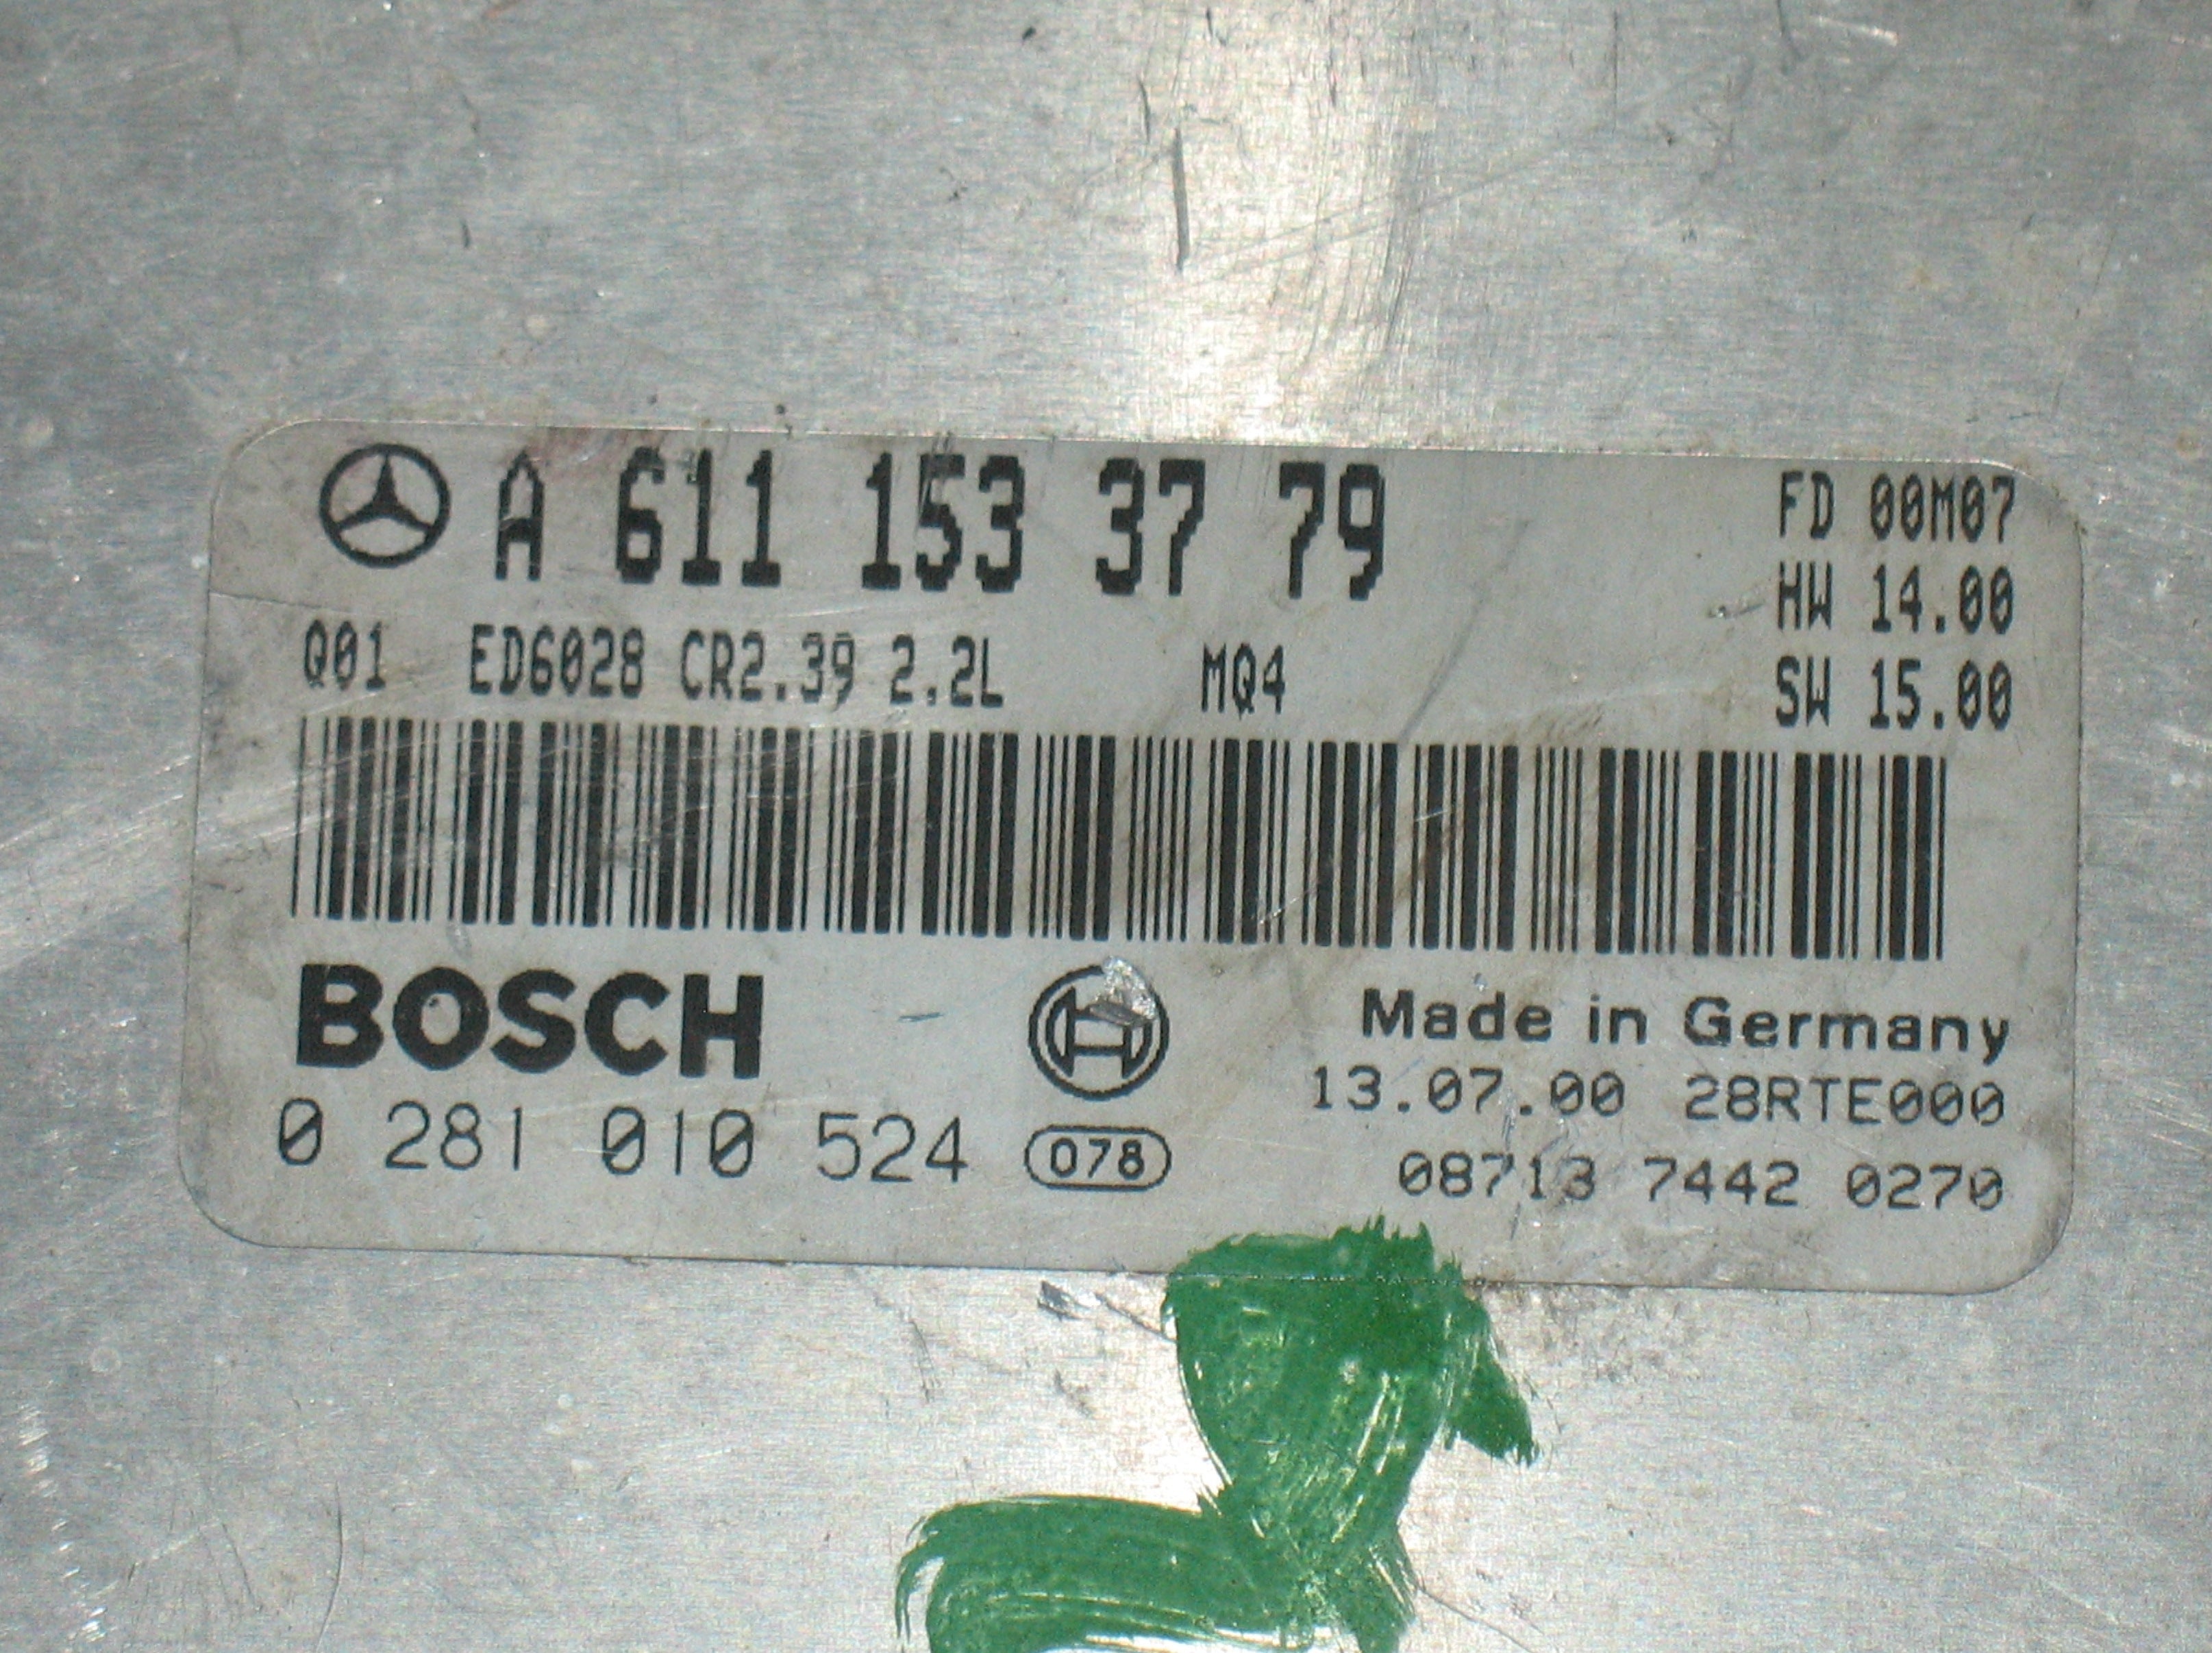 A 611 153 37 79
FD 00M07
HW 14.00
Q01 ED6028 CR2.39 2.2L MQ4
SW 15.00
BOSCH
Made in Germany
13.07.00 28RTE000
0 281 010 524 078
08713 7442 0270